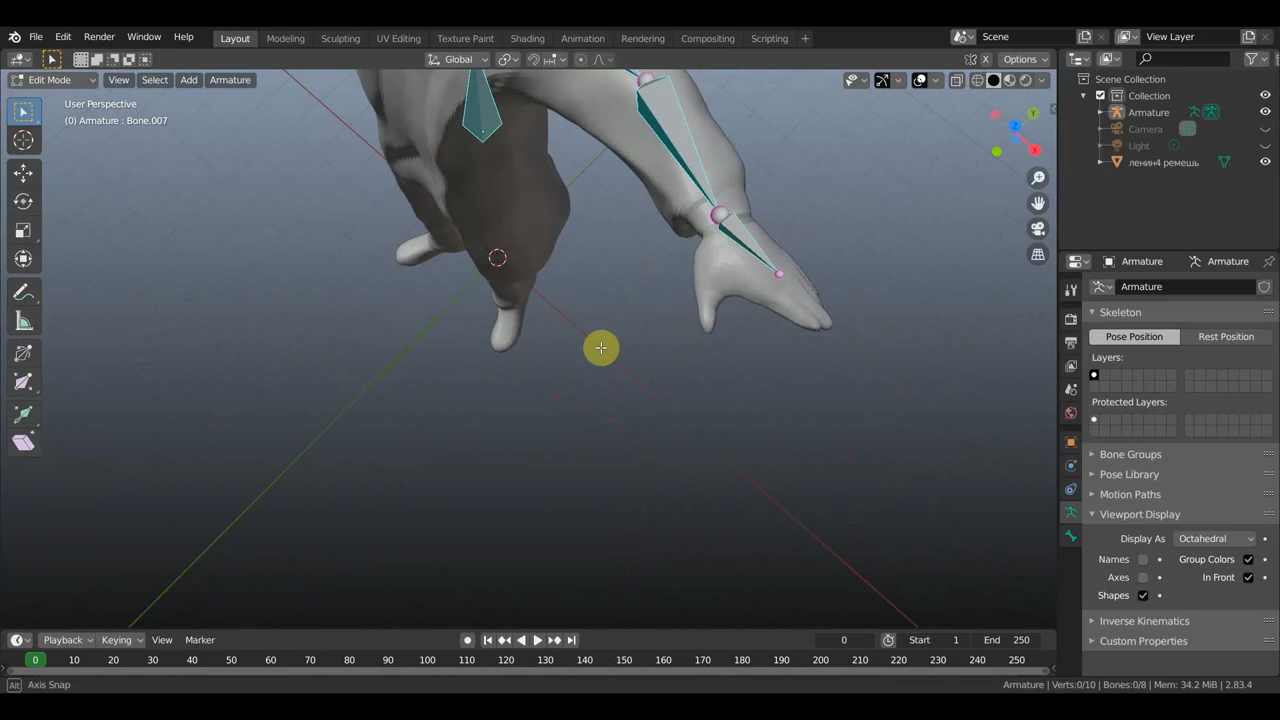 File Edit Render Window Help Layout Modeling Sculpting UV Editing Texture Paint Shading Animation Rendering Compositing Scripting + Scene View Layer
Global X Options
Edit Mode View Select Add Armature
User Perspective
(0) Armature : Bone.007
Z Y X
Scene Collection
Collection
Armature
Camera
Light
ленин4 ремешь
Armature Armature
Armature
Skeleton
Pose Position Rest Position
Layers:
Protected Layers:
Bone Groups
Pose Library
Motion Paths
Viewport Display
Display As Octahedral
Names Group Colors
Axes In Front
Shapes
Inverse Kinematics
Custom Properties
Playback Keying View Marker 0 Start 1 End 250
0 10 20 30 40 50 60 70 80 90 100 110 120 130 140 150 160 170 180 190 200 210 220 230 240 250
Alt Axis Snap Armature | Verts:0/10 | Bones:0/8 | Mem: 34.2 MiB | 2.83.4